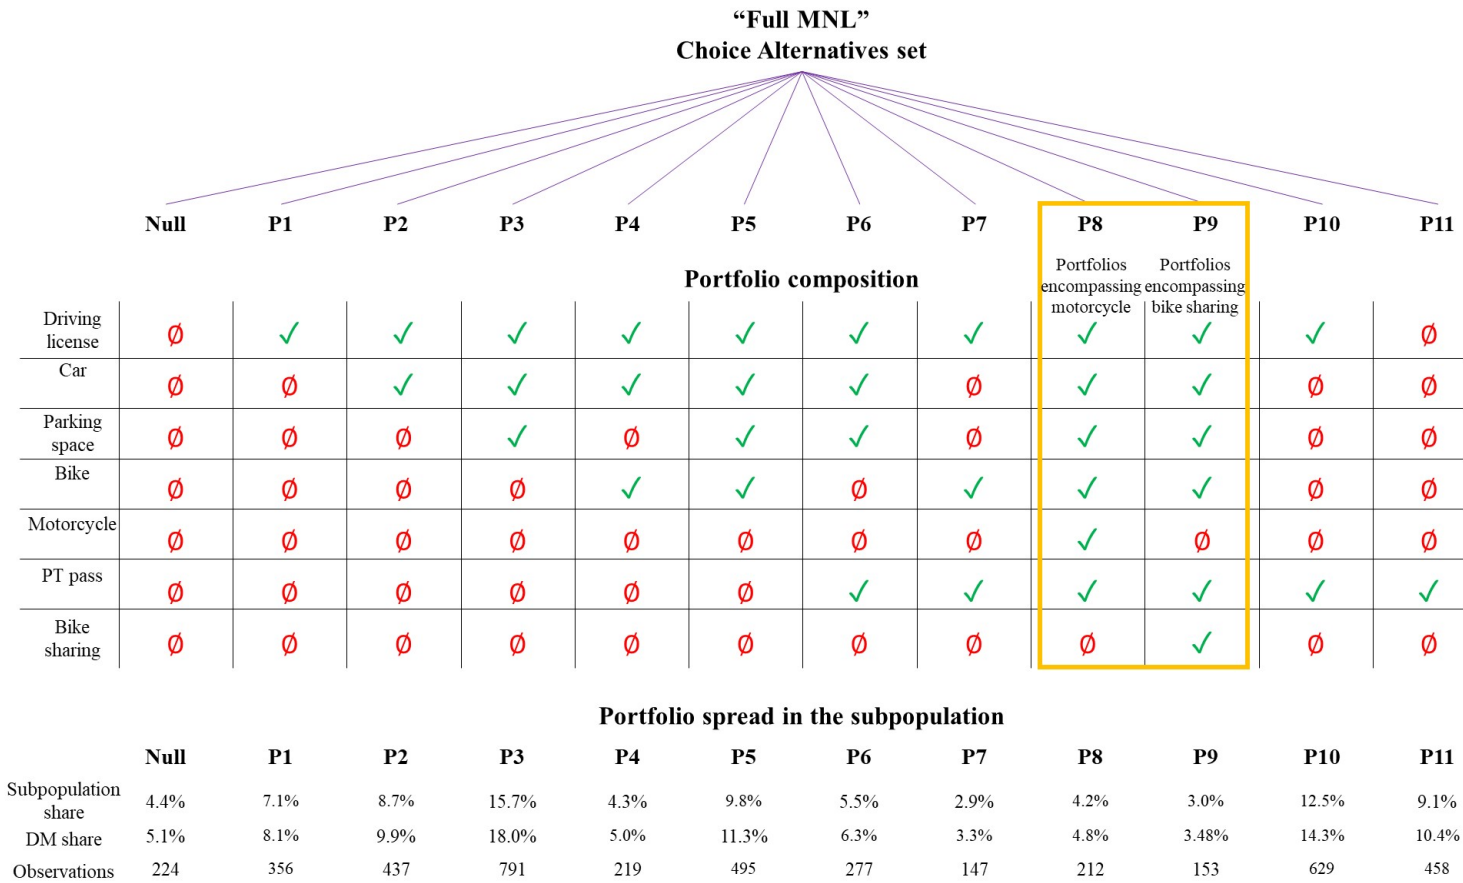 “Full MNL”
Choice Alternatives set
Null P1 P2 P3 P4 P5 P6 P7 P8 P9 P10 P11
Portfolio composition
Portfolios encompassing motorcycle
Portfolios encompassing bike sharing
Driving license ∅ ✓ ✓ ✓ ✓ ✓ ✓ ✓ ✓ ✓ ✓ ∅
Car ∅ ∅ ✓ ✓ ✓ ✓ ✓ ∅ ✓ ✓ ∅ ∅
Parking space ∅ ∅ ∅ ✓ ∅ ✓ ✓ ∅ ✓ ✓ ∅ ∅
Bike ∅ ∅ ∅ ∅ ✓ ✓ ∅ ✓ ✓ ✓ ∅ ∅
Motorcycle ∅ ∅ ∅ ∅ ∅ ∅ ∅ ∅ ✓ ∅ ∅ ∅
PT pass ∅ ∅ ∅ ∅ ∅ ∅ ✓ ✓ ✓ ✓ ✓ ✓
Bike sharing ∅ ∅ ∅ ∅ ∅ ∅ ∅ ∅ ∅ ✓ ∅ ∅
Portfolio spread in the subpopulation
Null P1 P2 P3 P4 P5 P6 P7 P8 P9 P10 P11
Subpopulation share 4.4% 7.1% 8.7% 15.7% 4.3% 9.8% 5.5% 2.9% 4.2% 3.0% 12.5% 9.1%
DM share 5.1% 8.1% 9.9% 18.0% 5.0% 11.3% 6.3% 3.3% 4.8% 3.48% 14.3% 10.4%
Observations 224 356 437 791 219 495 277 147 212 153 629 458